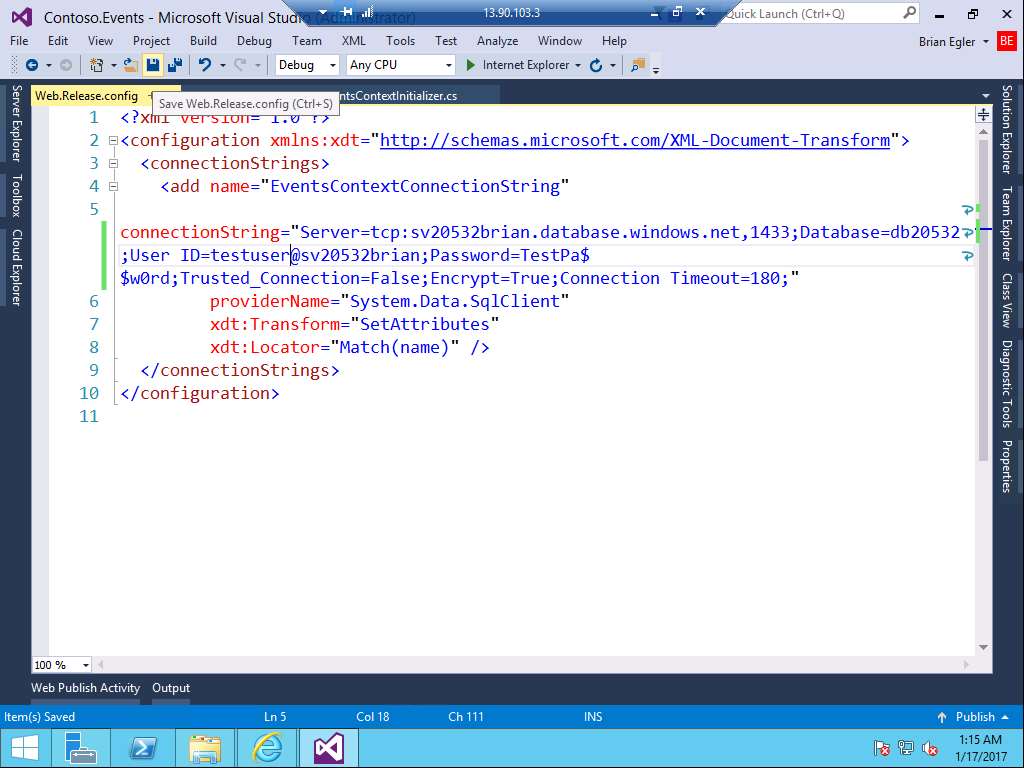 Contoso.Events - Microsoft Visual Studio (Administrator)
13.90.103.3
Quick Launch (Ctrl+Q)
File Edit View Project Build Debug Team XML Tools Test Analyze Window Help
Brian Egler
BE
Debug
Any CPU
Internet Explorer
Web.Release.config
ntsContextInitializer.cs
Save Web.Release.config (Ctrl+S)
Server Explorer
Toolbox
Cloud Explorer
1 <?xml version="1.0"?>
2 <configuration xmlns:xdt="http://schemas.microsoft.com/XML-Document-Transform">
3 <connectionStrings>
4 <add name="EventsContextConnectionString"
5
connectionString="Server=tcp:sv20532brian.database.windows.net,1433;Database=db20532
;User ID=testuser@sv20532brian;Password=TestPa$
$w0rd;Trusted_Connection=False;Encrypt=True;Connection Timeout=180;"
6 providerName="System.Data.SqlClient"
7 xdt:Transform="SetAttributes"
8 xdt:Locator="Match(name)" />
9 </connectionStrings>
10 </configuration>
11
Solution Explorer
Team Explorer
Class View
Diagnostic Tools
Properties
100 %
Web Publish Activity Output
Item(s) Saved Ln 5 Col 18 Ch 111 INS Publish
1:15 AM
1/17/2017